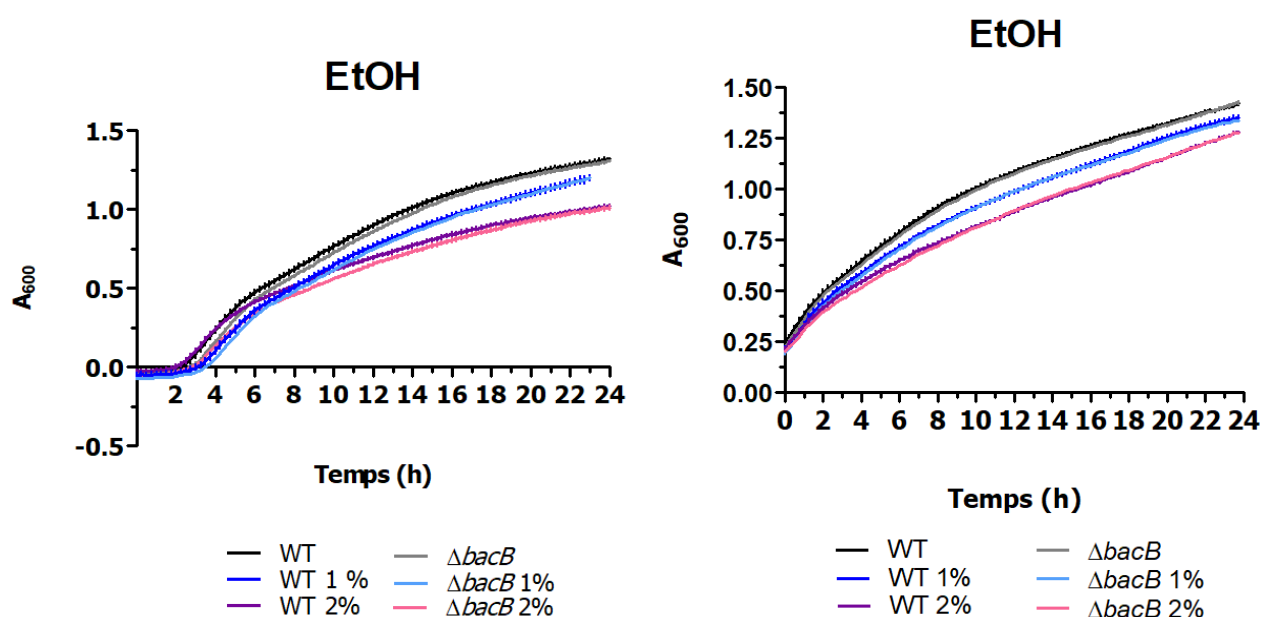 EtOH
1.5
1.0
0.5
0.0
-0.5
A600
2 4 6 8 10 12 14 16 18 20 22 24
Temps (h)
WT
WT 1 %
WT 2%
ΔbacB
ΔbacB 1%
ΔbacB 2%
EtOH
1.50
1.25
1.00
0.75
0.50
0.25
0.00
A600
0 2 4 6 8 10 12 14 16 18 20 22 24
Temps (h)
WT
WT 1%
WT 2%
ΔbacB
ΔbacB 1%
ΔbacB 2%